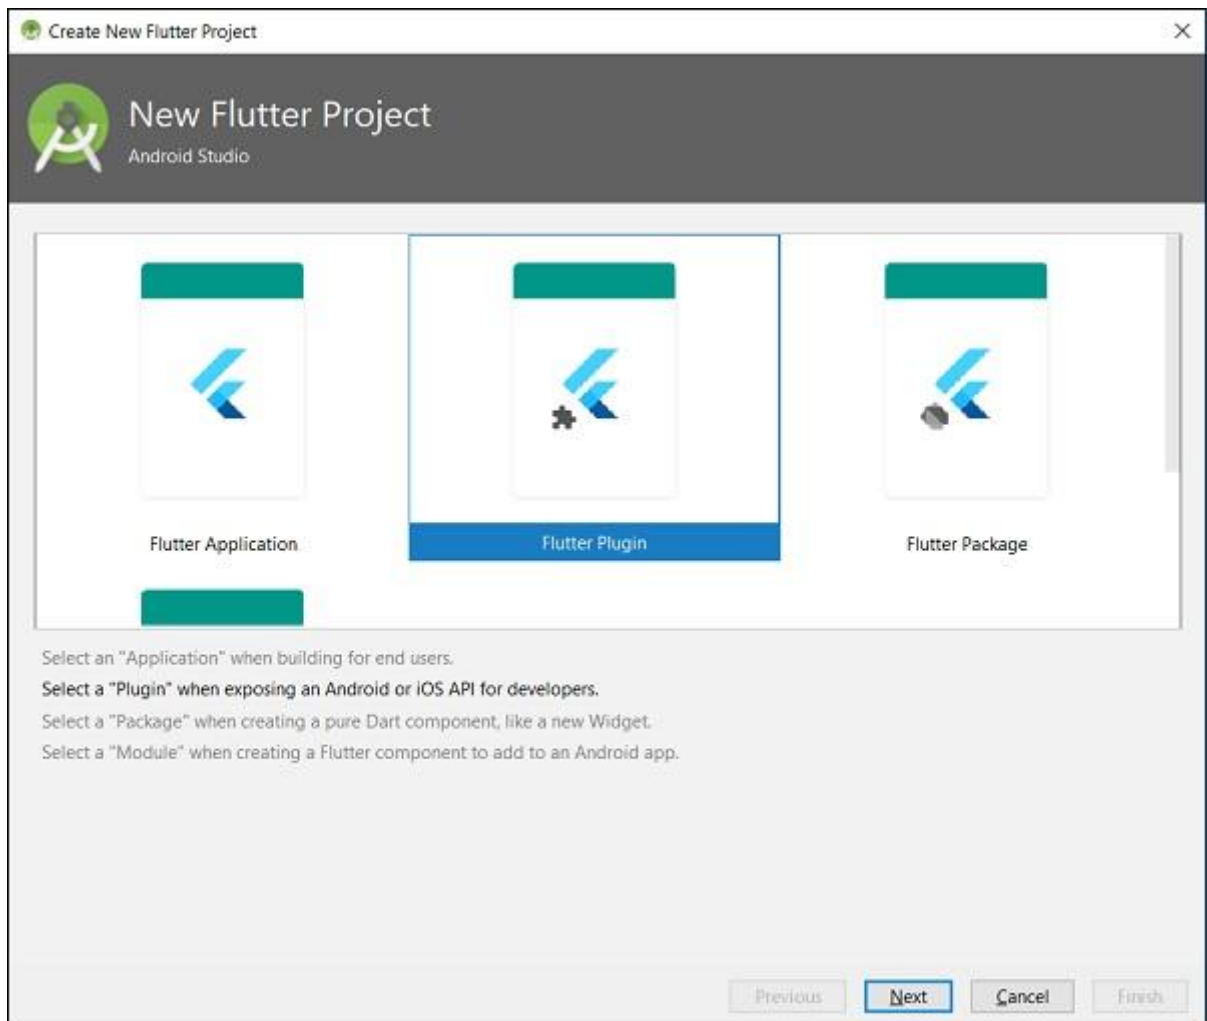 Create New Flutter Project
New Flutter Project
Android Studio
Flutter Application
Flutter Plugin
Flutter Package
Select an "Application" when building for end users.
Select a "Plugin" when exposing an Android or iOS API for developers.
Select a "Package" when creating a pure Dart component, like a new Widget.
Select a "Module" when creating a Flutter component to add to an Android app.
Previous
Next
Cancel
Finish